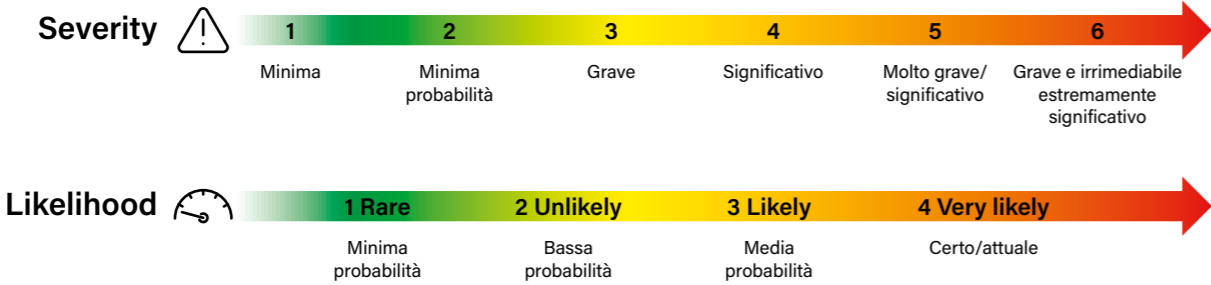 Severity
1 2 3 4 5 6
Minima
Minima
probabilità
Grave
Significativo
Molto grave/
significativo
Grave e irrimediabile
estremamente
significativo
Likelihood
1 Rare 2 Unlikely 3 Likely 4 Very likely
Minima
probabilità
Bassa
probabilità
Media
probabilità
Certo/attuale